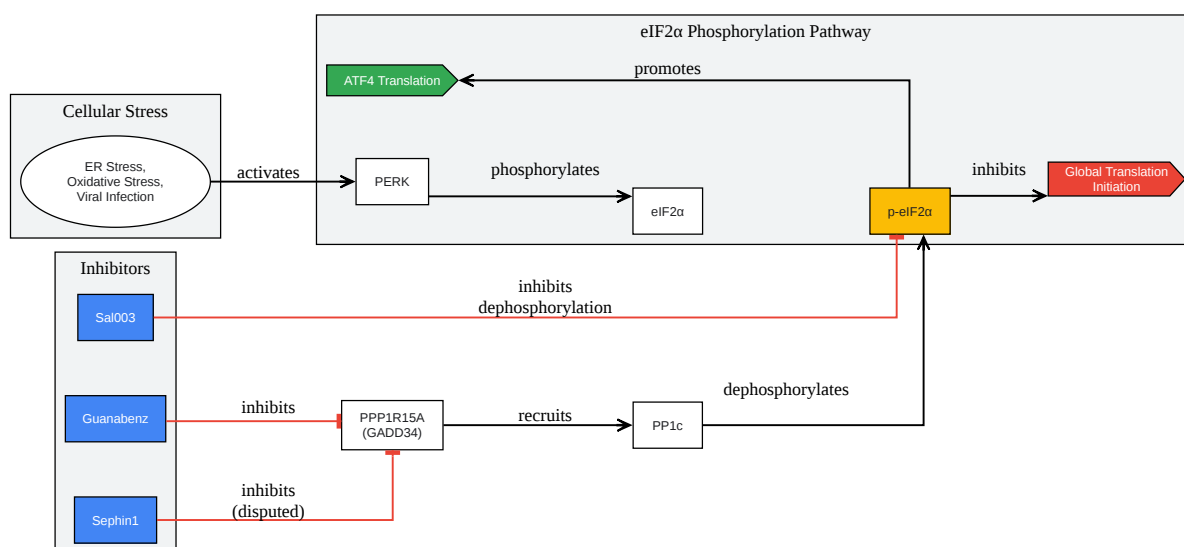 eIF2α Phosphorylation Pathway
promotes
ATF4 Translation
Cellular Stress
ER Stress,
Oxidative Stress,
Viral Infection
activates
PERK
phosphorylates
eIF2α
p-eIF2α
inhibits
Global Translation
Initiation
Inhibitors
Sal003
inhibits
dephosphorylation
Guanabenz
inhibits
PPP1R15A
(GADD34)
recruits
PP1c
dephosphorylates
Sephin1
inhibits
(disputed)